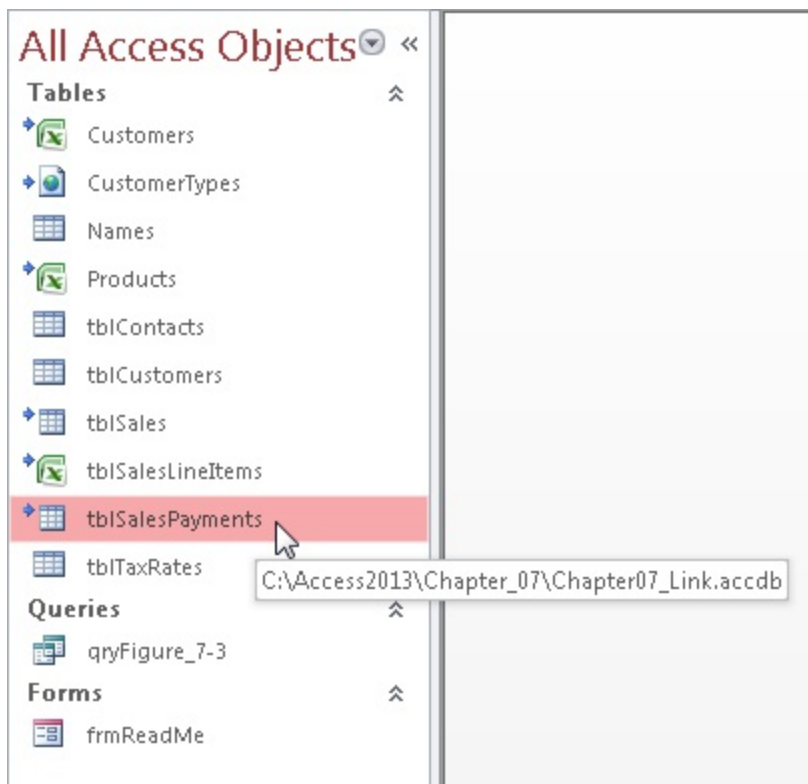 All Access Objects
Tables
Customers
CustomerTypes
Names
Products
tblContacts
tblCustomers
tblSales
tblSalesLineItems
tblSalesPayments
tblTaxRates
C:\Access2013\Chapter_07\Chapter07_Link.accdb
Queries
qryFigure_7-3
Forms
frmReadMe